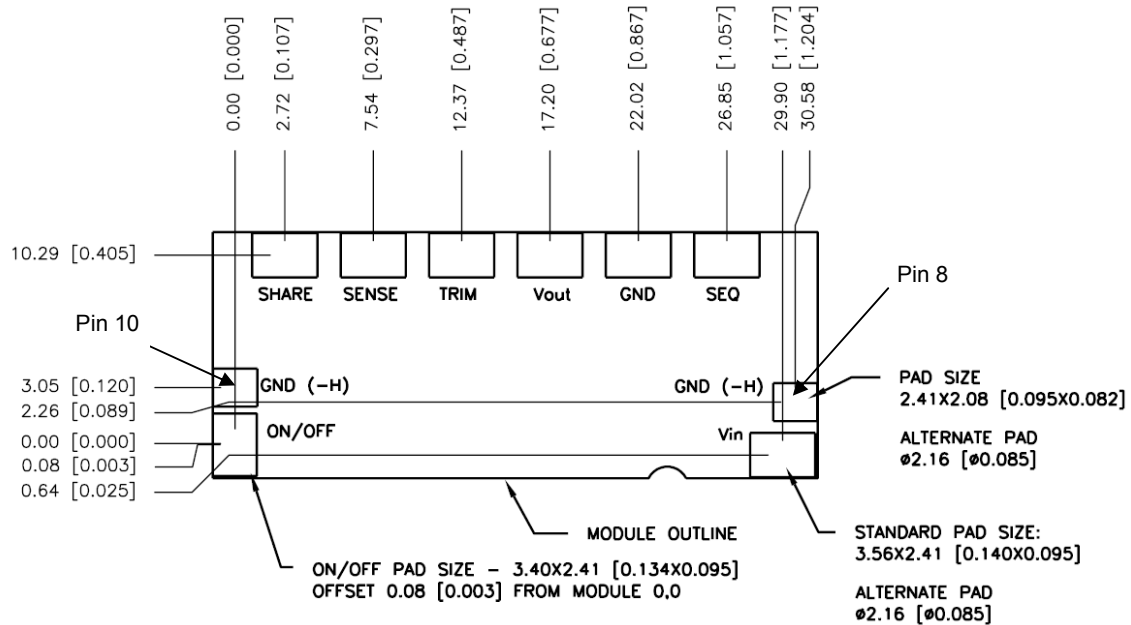 0.00 [0.000]
2.72 [0.107]
7.54 [0.297]
12.37 [0.487]
17.20 [0.677]
22.02 [0.867]
26.85 [1.057]
29.90 [1.177]
30.58 [1.204]
10.29 [0.405]
SHARE
SENSE
TRIM
Vout
GND
SEQ
Pin 8
Pin 10
3.05 [0.120]
2.26 [0.089]
0.00 [0.000]
0.08 [0.003]
0.64 [0.025]
GND (-H)
GND (-H)
ON/OFF
Vin
PAD SIZE
2.41X2.08 [0.095X0.082]
ALTERNATE PAD
ø2.16 [ø0.085]
MODULE OUTLINE
ON/OFF PAD SIZE - 3.40X2.41 [0.134X0.095]
OFFSET 0.08 [0.003] FROM MODULE 0,0
STANDARD PAD SIZE:
3.56X2.41 [0.140X0.095]
ALTERNATE PAD
ø2.16 [ø0.085]